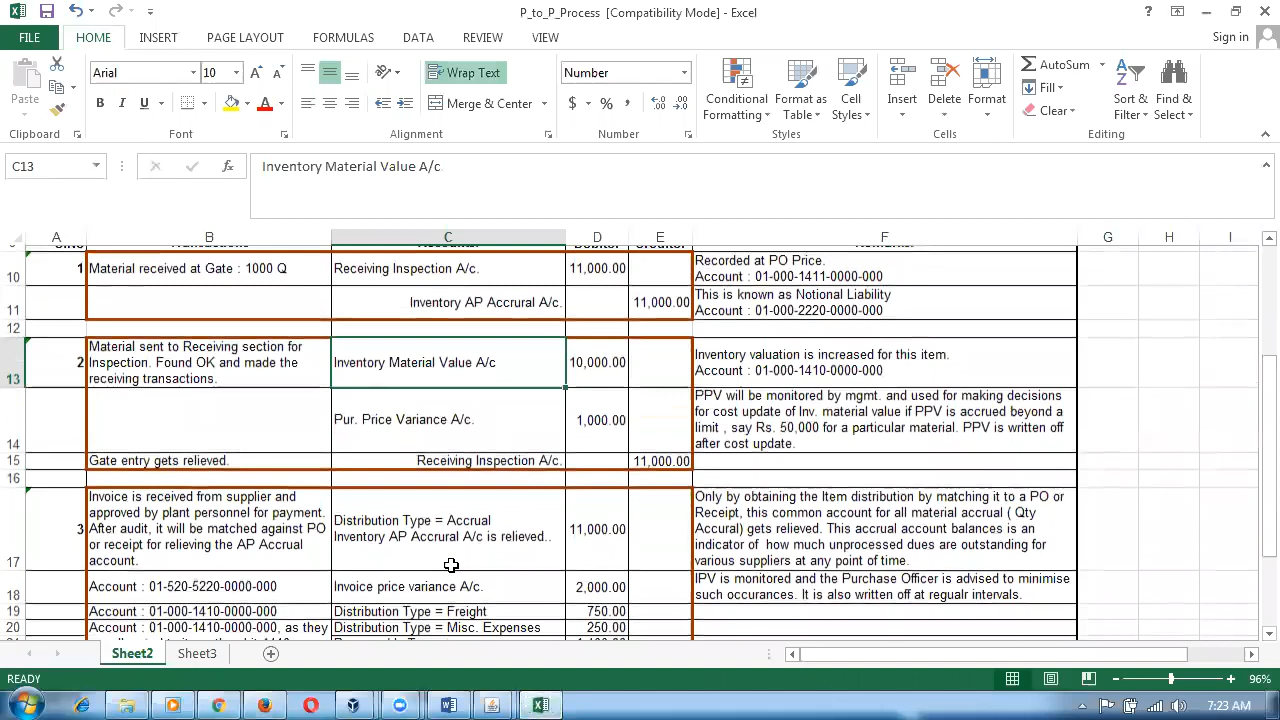 P_to_P_Process [Compatibility Mode] - Excel
FILE HOME INSERT PAGE LAYOUT FORMULAS DATA REVIEW VIEW Sign in
Paste
Arial 10
B I U
Wrap Text
Merge & Center
Number
$ % ,
Conditional Formatting
Format as Table
Cell Styles
Insert Delete Format
AutoSum
Fill
Clear
Sort & Filter
Find & Select
Clipboard Font Alignment Number Styles Cells Editing
C13 fx Inventory Material Value A/c
A B C D E F G H I
10 1 Material received at Gate : 1000 Q Receiving Inspection A/c. 11,000.00 Recorded at PO Price.
Account : 01-000-1411-0000-000
11 Inventory AP Accrural A/c. 11,000.00 This is known as Notional Liability
Account : 01-000-2220-0000-000
12
13 2 Material sent to Receiving section for
Inspection. Found OK and made the
receiving transactions.
Inventory Material Value A/c 10,000.00
Inventory valuation is increased for this item.
Account : 01-000-1410-0000-000
14 Pur. Price Variance A/c. 1,000.00
PPV will be monitored by mgmt. and used for making decisions
for cost update of Inv. material value if PPV is accrued beyond a
limit , say Rs. 50,000 for a particular material. PPV is written off
after cost update.
15 Gate entry gets relieved. Receiving Inspection A/c. 11,000.00
16
17 3 Invoice is received from supplier and
approved by plant personnel for payment.
After audit, it will be matched against PO
or receipt for relieving the AP Accrual
account.
Distribution Type = Accrual
Inventory AP Accrural A/c is relieved..
11,000.00
Only by obtaining the Item distribution by matching it to a PO or
Receipt, this common account for all material accrual ( Qty
Accural) gets relieved. This accrual account balances is an
indicator of how much unprocessed dues are outstanding for
various suppliers at any point of time.
18 Account : 01-520-5220-0000-000 Invoice price variance A/c. 2,000.00
IPV is monitored and the Purchase Officer is advised to minimise
such occurances. It is also written off at regualr intervals.
19 Account : 01-000-1410-0000-000 Distribution Type = Freight 750.00
20 Account : 01-000-1410-0000-000, as they Distribution Type = Misc. Expenses 250.00
Sheet2 Sheet3
READY 96%
7:23 AM